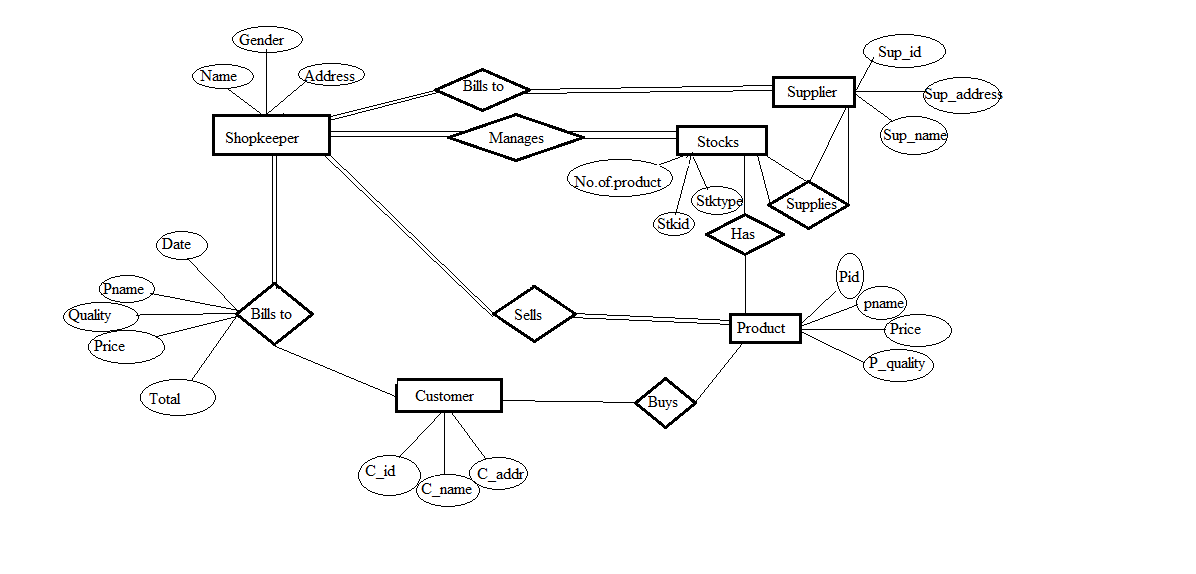 Gender
Name
Address
Shopkeeper
Bills to
Supplier
Sup_id
Sup_address
Sup_name
Manages
Stocks
No.of.product
Stktype
Stkid
Supplies
Has
Date
Pname
Quality
Price
Total
Bills to
Sells
Product
Pid
pname
Price
P_quality
Customer
Buys
C_id
C_name
C_addr